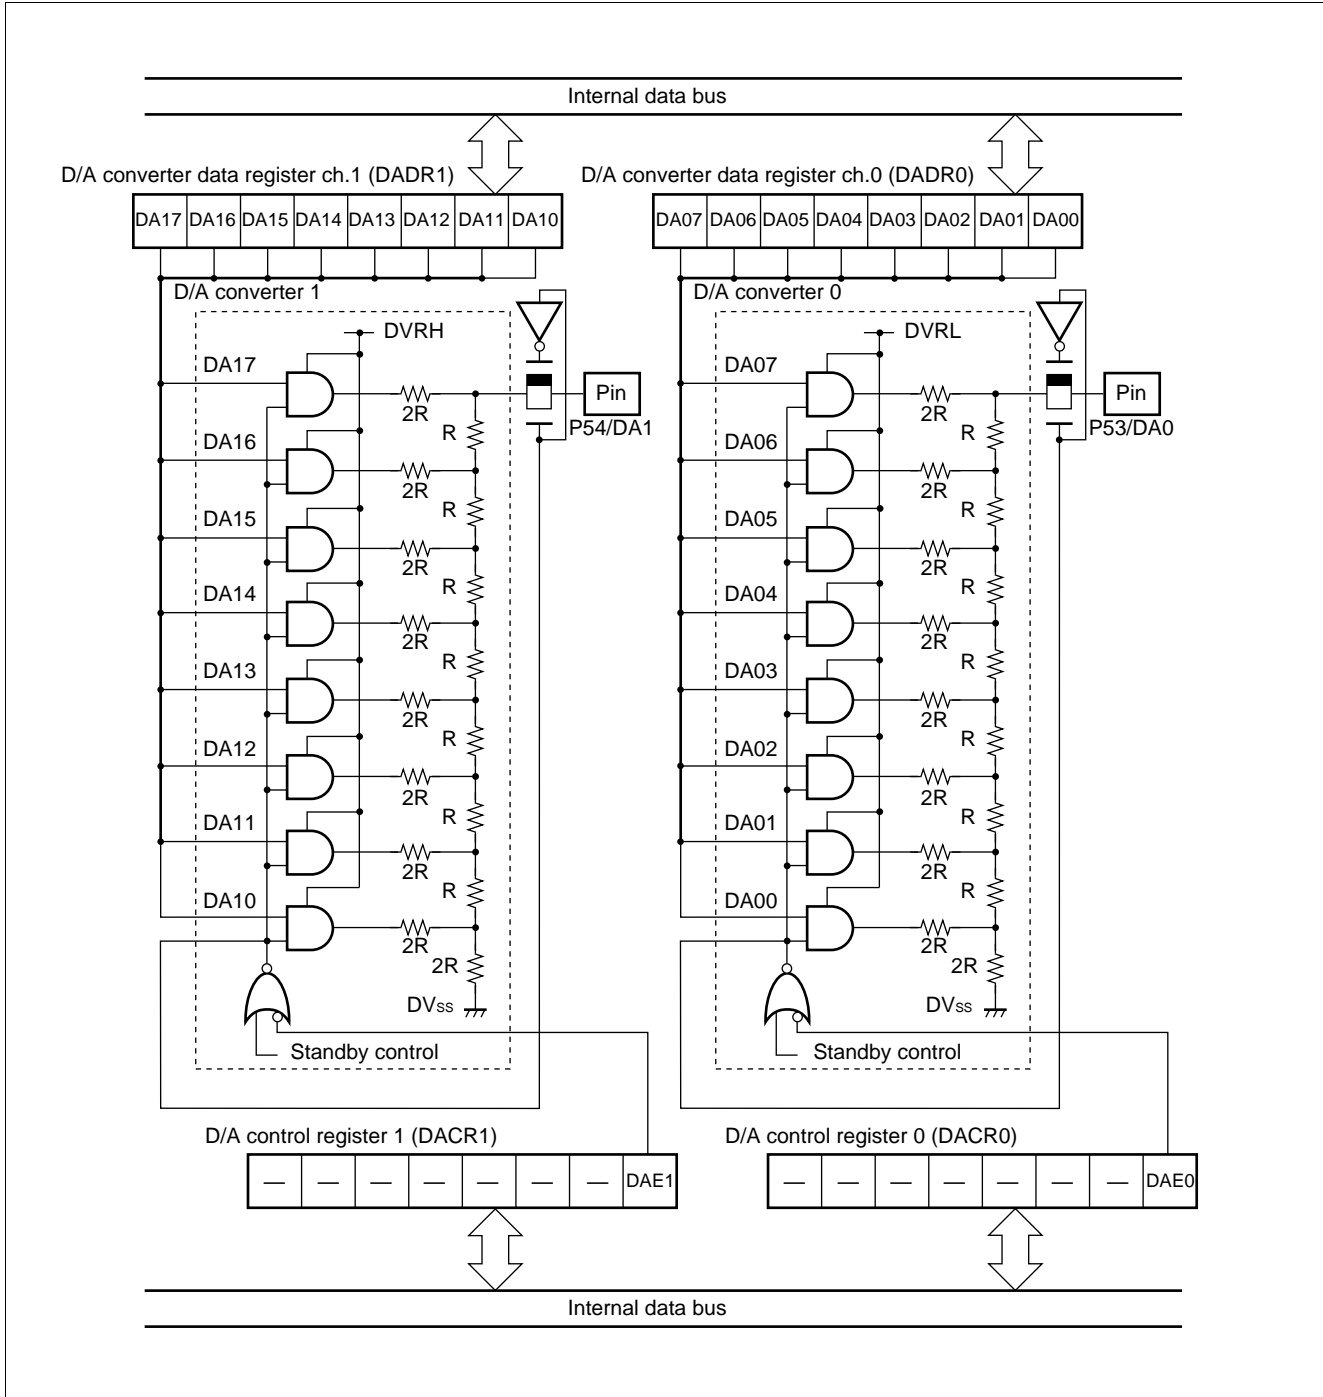 Internal data bus
D/A converter data register ch.1 (DADR1)
D/A converter data register ch.0 (DADR0)
DA17 DA16 DA15 DA14 DA13 DA12 DA11 DA10
DA07 DA06 DA05 DA04 DA03 DA02 DA01 DA00
D/A converter 1
DVRH
DA17
2R
R
Pin
P54/DA1
DA16
2R
R
DA15
2R
R
DA14
2R
R
DA13
2R
R
DA12
2R
R
DA11
2R
R
DA10
2R
2R
DVSS
Standby control
D/A converter 0
DVRL
DA07
2R
R
Pin
P53/DA0
DA06
2R
R
DA05
2R
R
DA04
2R
R
DA03
2R
R
DA02
2R
R
DA01
2R
R
DA00
2R
2R
DVSS
Standby control
D/A control register 1 (DACR1)
— — — — — — — DAE1
D/A control register 0 (DACR0)
— — — — — — — DAE0
Internal data bus